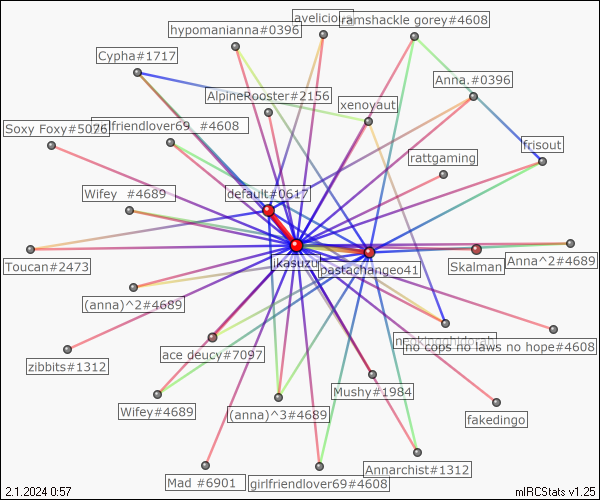 avelicio
ramshackle gorey#4608
hypomanianna#0396
Cypha#1717
Anna.#0396
AlpineRooster#2156
xenoyaut
Soxy Foxy#5076
girlfriendlover69_#4608
frisout
rattgaming
Wifey #4689
default#0617
Toucan#2473
ikasuzu
pastachangeo41
Skalman
Anna^2#4689
(anna)^2#4689
no cops no laws no hope#4608
ace deucy#7097
zibbits#1312
Mushy#1984
Wifey#4689
(anna)^3#4689
fakedingo
Annarchist#1312
Mad #6901
girlfriendlover69#4608
2.1.2024 0:57
mIRCStats v1.25